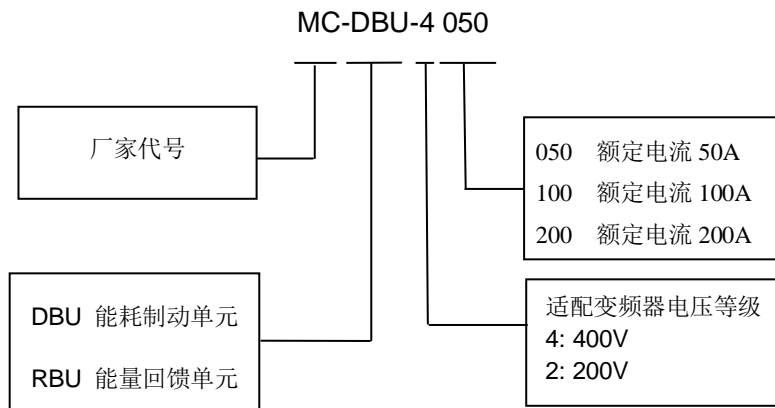 MC-DBU-4 050
厂家代号
050 额定电流 50A
100 额定电流 100A
200 额定电流 200A
DBU 能耗制动单元
RBU 能量回馈单元
适配变频器电压等级
4: 400V
2: 200V